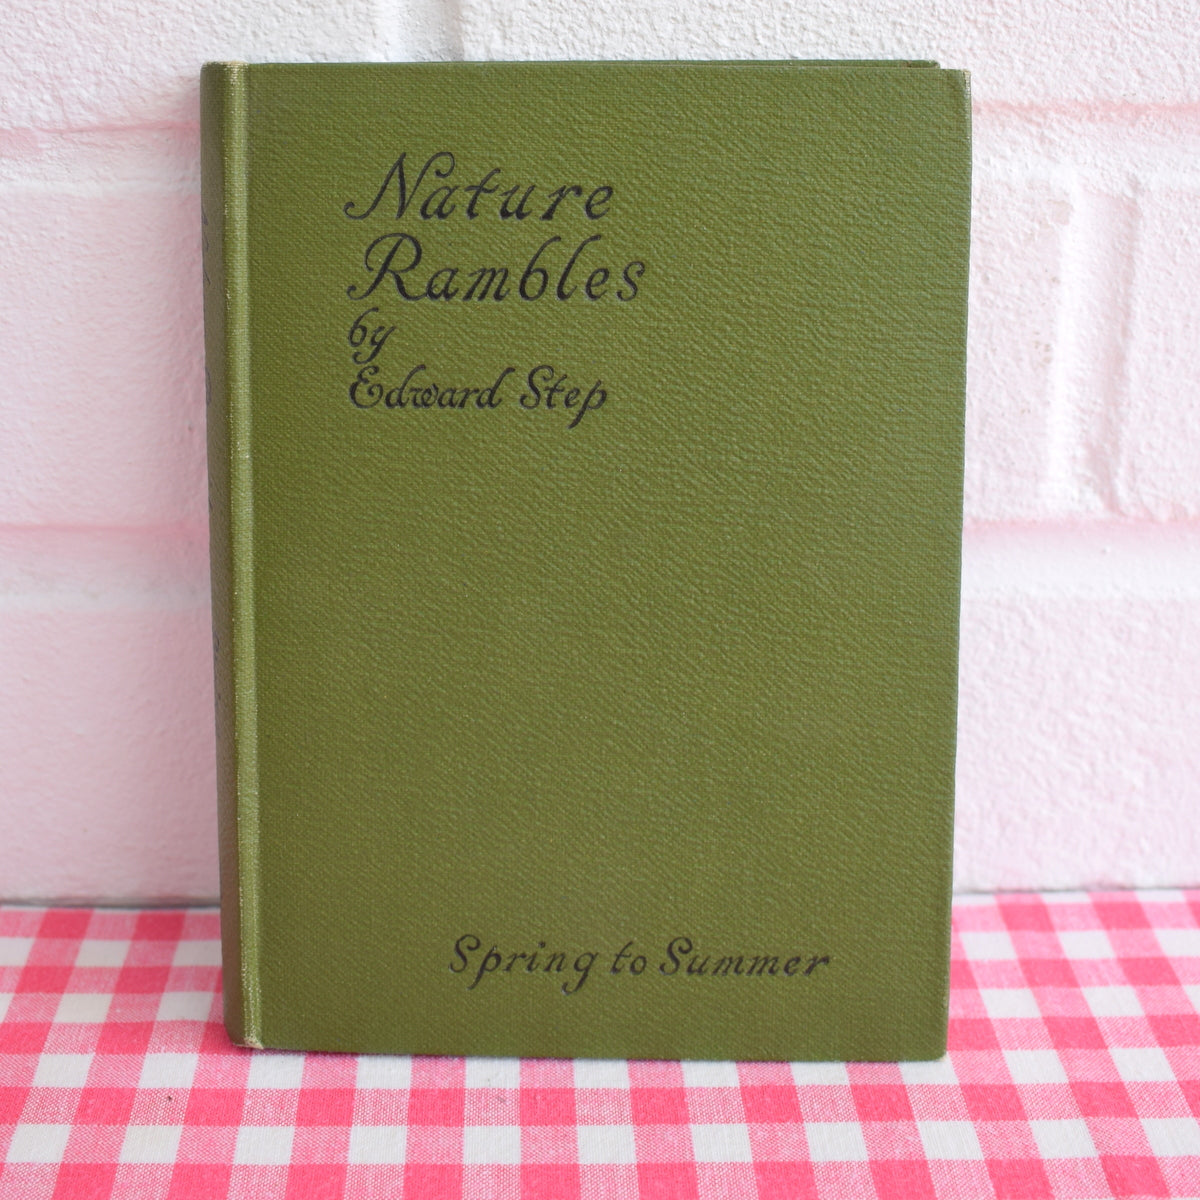 Nature
Rambles
by
Edward Step
Spring to Summer